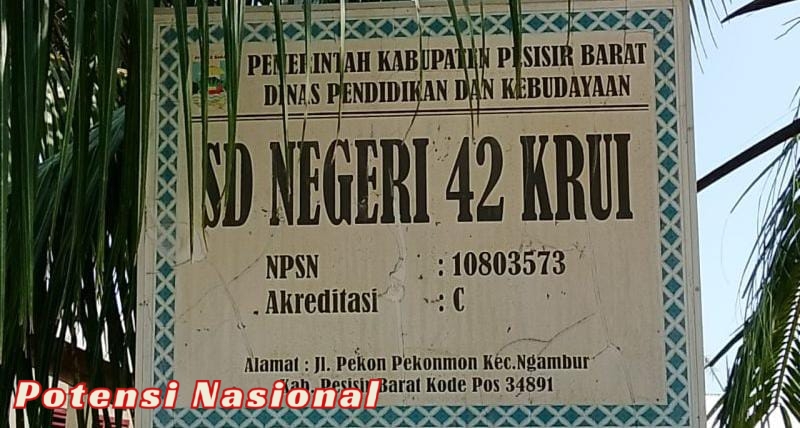 PEMERINTAH KABUPATEN PESISIR BARAT
DINAS PENDIDIKAN DAN KEBUDAYAAN
SD NEGERI 42 KRUI
NPSN : 10803573
Akreditasi : C
Alamat : Jl. Pekon Pekonmon Kec.Ngambur
Kab. Pesisir Barat Kode Pos 34891
Potensi Nasional